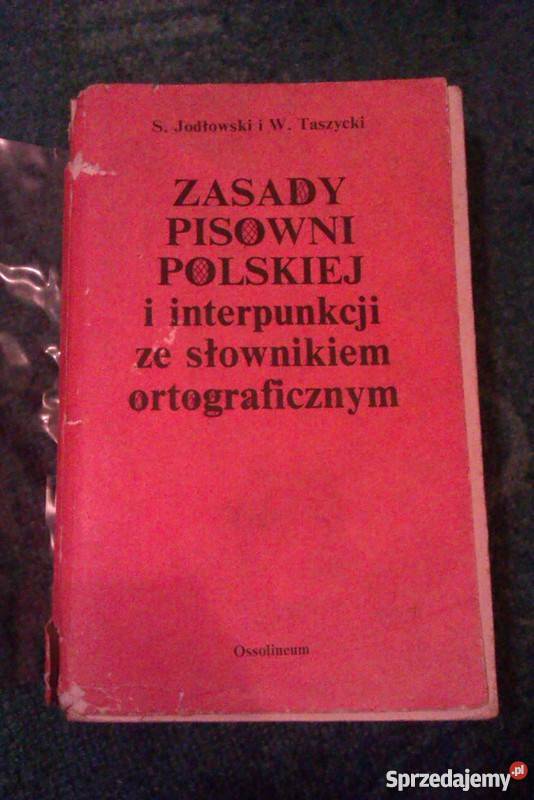 S. Jodłowski i W. Taszycki
ZASADY
PISOWNI
POLSKIEJ
i interpunkcji
ze słownikiem
ortograficznym
Ossolineum
Sprzedajemy.pl